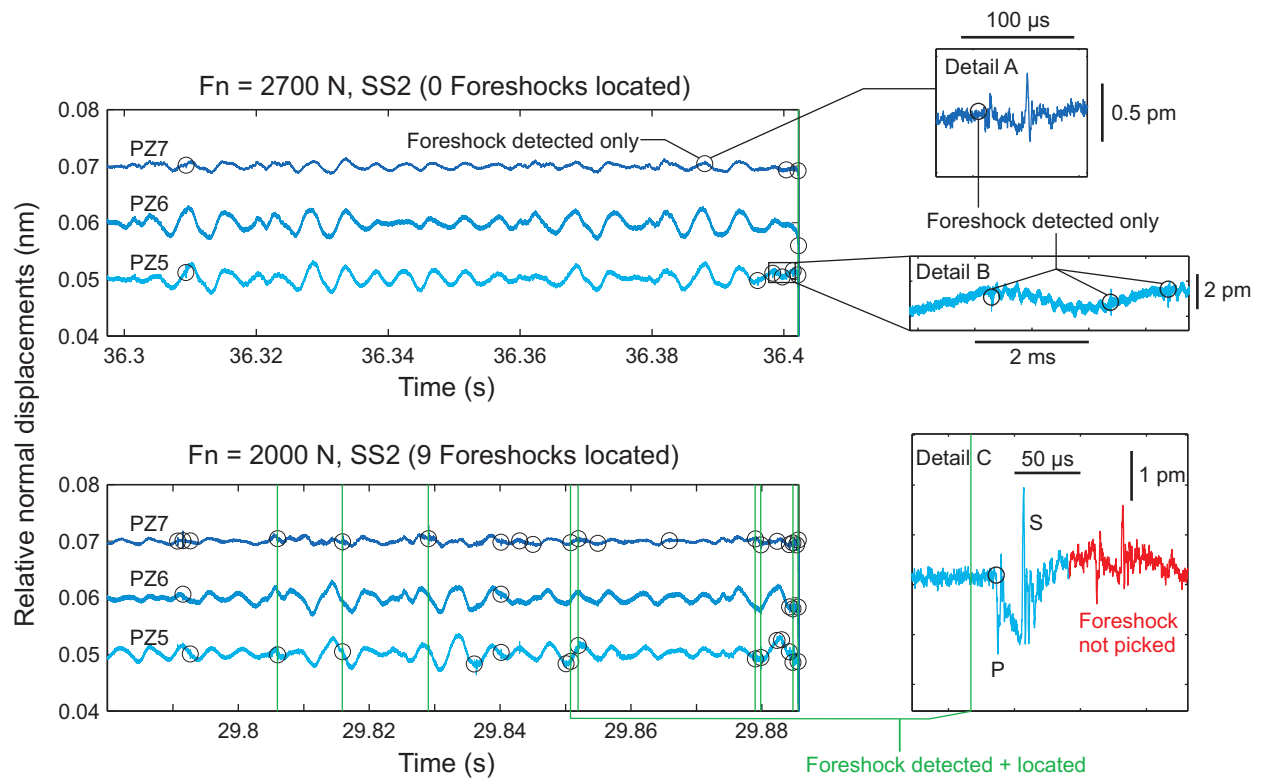 Relative normal displacements (nm)
Fn = 2700 N, SS2 (0 Foreshocks located)
0.08
0.07
0.06
0.05
0.04
PZ7
PZ6
PZ5
Foreshock detected only
36.3
36.32
36.34
36.36
36.38
36.4
Time (s)
100 µs
Detail A
0.5 pm
Foreshock detected only
Detail B
2 pm
2 ms
Fn = 2000 N, SS2 (9 Foreshocks located)
0.08
0.07
0.06
0.05
0.04
PZ7
PZ6
PZ5
29.8
29.82
29.84
29.86
29.88
Time (s)
Detail C
50 µs
1 pm
S
P
Foreshock
not picked
Foreshock detected + located